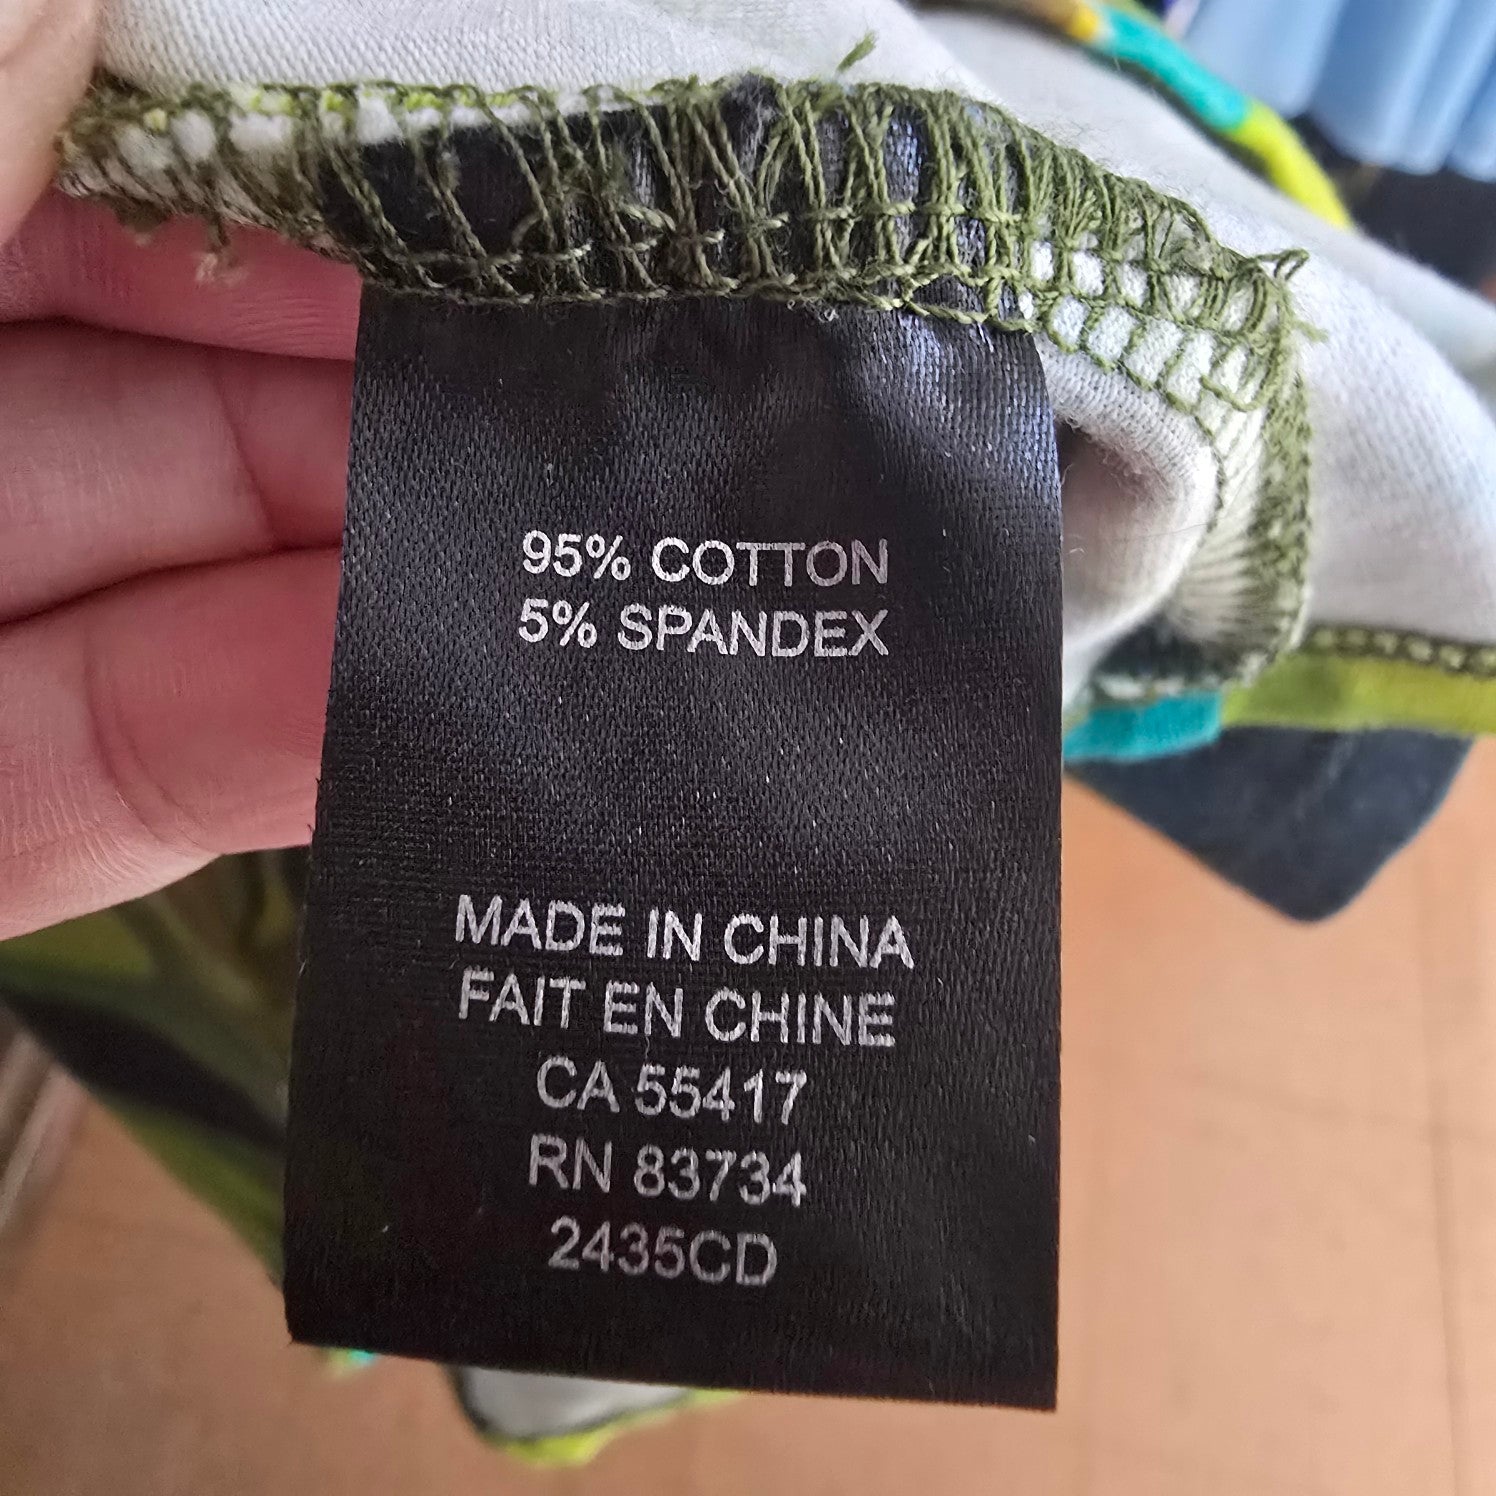 95% COTTON
5% SPANDEX
MADE IN CHINA
FAIT EN CHINE
CA 55417
RN 83734
2435CD